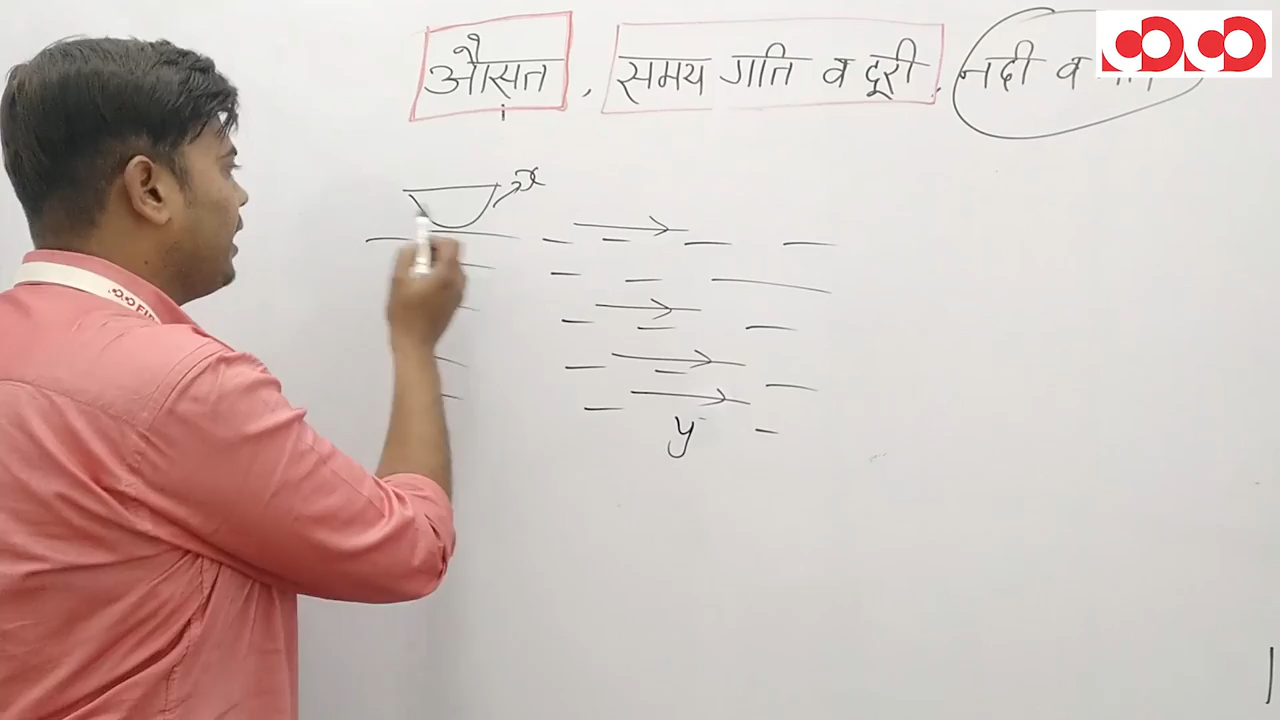 औसत , समय गति व दूरी , नदी व
x
y